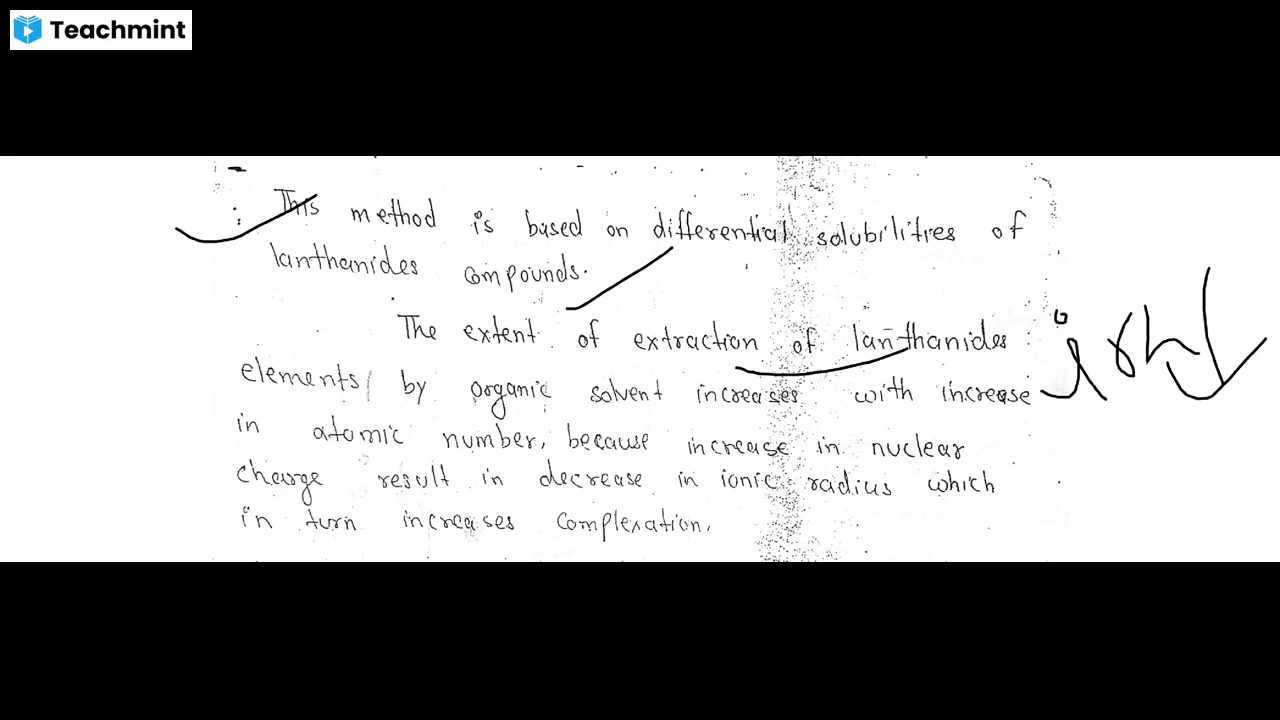 Teachmint
This method is based on differential solubilities of
lanthanides compounds.
The extent of extraction of lanthanides
elements by organic solvent increases with increase
in atomic number, because increase in nuclear
charge result in decrease in ionic radius which
in turn increases complexation.